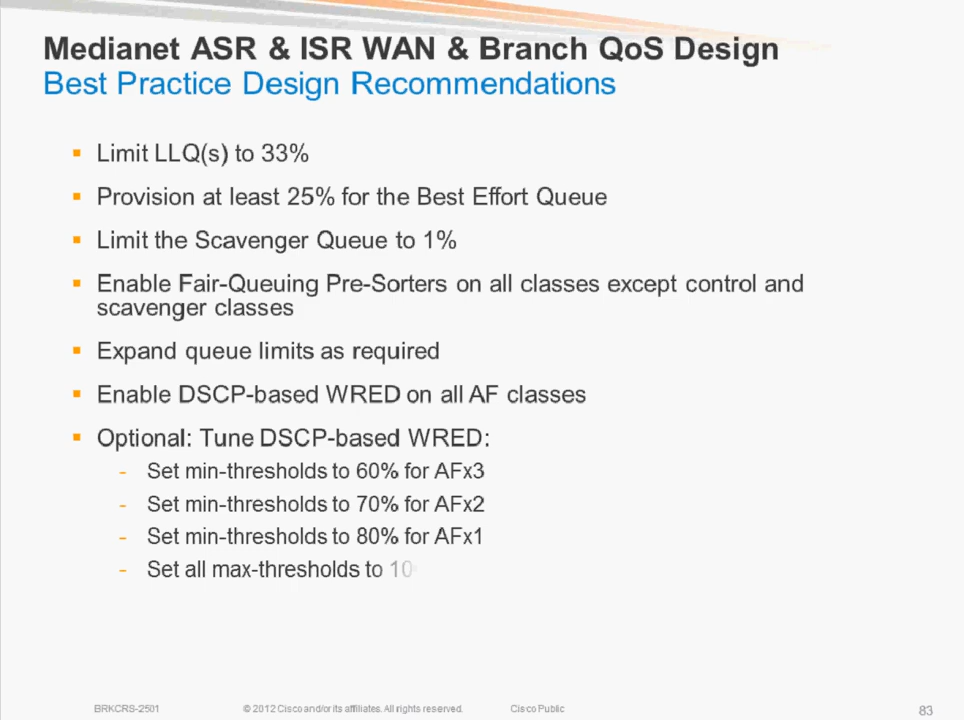 Medianet ASR & ISR WAN & Branch QoS Design
Best Practice Design Recommendations
▪ Limit LLQ(s) to 33%
▪ Provision at least 25% for the Best Effort Queue
▪ Limit the Scavenger Queue to 1%
▪ Enable Fair-Queuing Pre-Sorters on all classes except control and
scavenger classes
▪ Expand queue limits as required
▪ Enable DSCP-based WRED on all AF classes
▪ Optional: Tune DSCP-based WRED:
- Set min-thresholds to 60% for AFx3
- Set min-thresholds to 70% for AFx2
- Set min-thresholds to 80% for AFx1
- Set all max-thresholds to 10
BRKCRS-2501 © 2012 Cisco and/or its affiliates. All rights reserved. Cisco Public 83